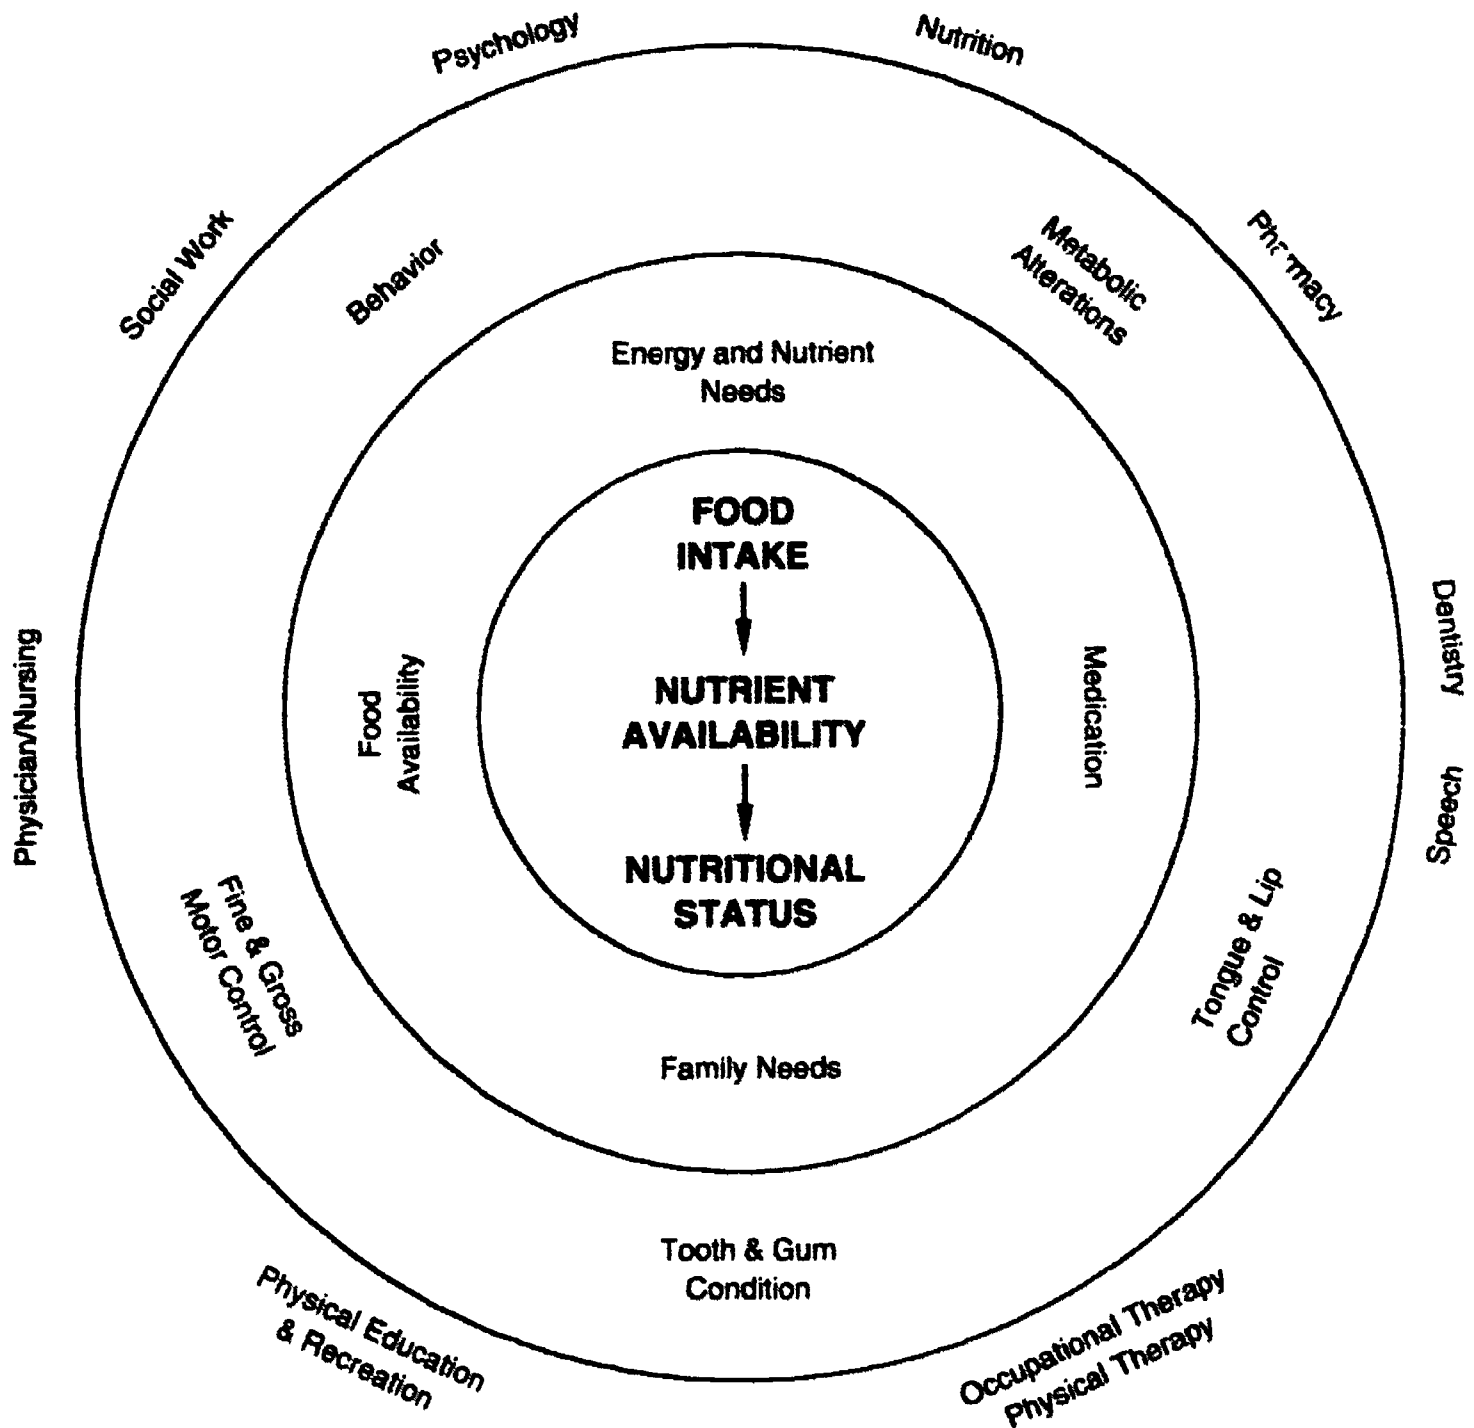 Psychology
Nutrition
Social Work
Pharmacy
Behavior
Metabolic
Alterations
Energy and Nutrient
Needs
FOOD
INTAKE
Physician/Nursing
Food
Availability
NUTRIENT
AVAILABILITY
Medication
Dentistry
Speech
NUTRITIONAL
STATUS
Fine & Gross
Motor Control
Tongue & Lip
Control
Family Needs
Tooth & Gum
Condition
Physical Education
& Recreation
Occupational Therapy
Physical Therapy